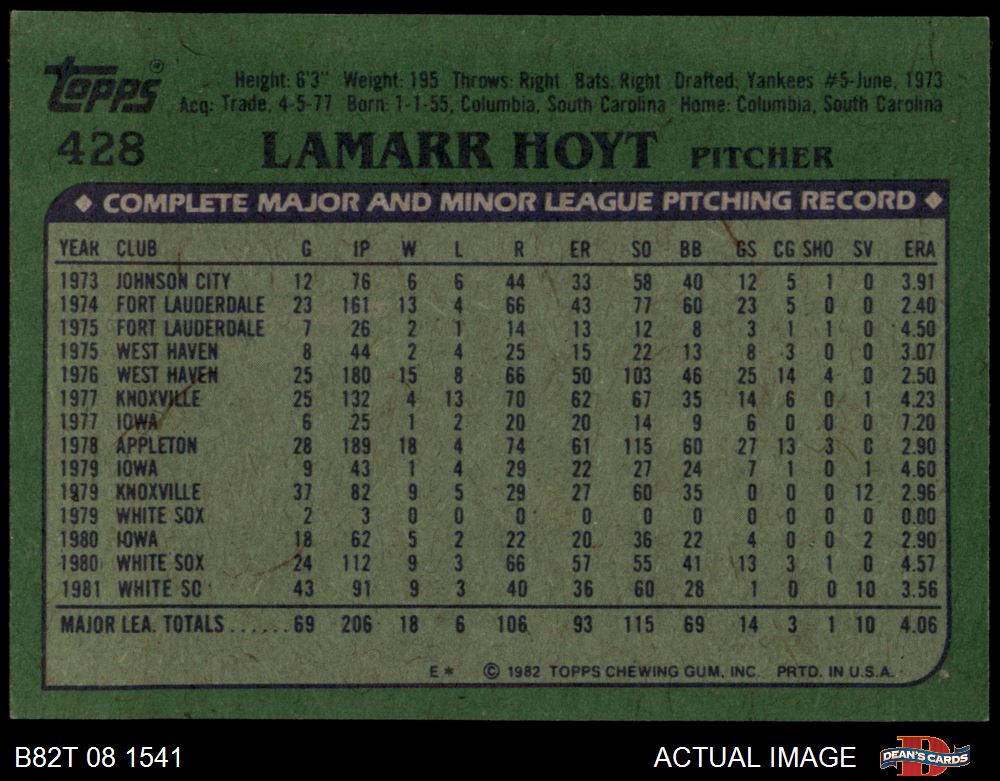 Topps®
Height: 6'3" Weight: 195 Throws: Right Bats: Right Drafted: Yankees #5-June, 1973
Acq: Trade, 4-5-77 Born: 1-1-55, Columbia, South Carolina Home: Columbia, South Carolina
428 LAMARR HOYT PITCHER
◆ COMPLETE MAJOR AND MINOR LEAGUE PITCHING RECORD ◆
YEAR CLUB G IP W L R ER SO BB GS CG SHO SV ERA
1973 JOHNSON CITY 12 76 6 6 44 33 58 40 12 5 1 0 3.91
1974 FORT LAUDERDALE 23 161 13 4 66 43 77 60 23 5 0 0 2.40
1975 FORT LAUDERDALE 7 26 2 1 14 13 12 8 3 1 1 0 4.50
1975 WEST HAVEN 8 44 2 4 25 15 22 13 8 3 0 0 3.07
1976 WEST HAVEN 25 180 15 8 66 50 103 46 25 14 4 0 2.50
1977 KNOXVILLE 25 132 4 13 70 62 67 35 14 6 0 1 4.23
1977 IOWA 6 25 1 2 20 20 14 9 6 0 0 0 7.20
1978 APPLETON 28 189 18 4 74 61 115 60 27 13 3 0 2.90
1979 IOWA 9 43 1 4 29 22 27 24 7 1 0 1 4.60
1979 KNOXVILLE 37 82 9 5 29 27 60 35 0 0 0 12 2.96
1979 WHITE SOX 2 3 0 0 0 0 0 0 0 0 0 0 0.00
1980 IOWA 18 62 5 2 22 20 36 22 4 0 0 2 2.90
1980 WHITE SOX 24 112 9 3 66 57 55 41 13 3 1 0 4.57
1981 WHITE SO 43 91 9 3 40 36 60 28 1 0 0 10 3.56
MAJOR LEA. TOTALS......69 206 18 6 106 93 115 69 14 3 1 10 4.06
E* © 1982 TOPPS CHEWING GUM, INC. PRTD. IN U.S.A.
B82T 08 1541 ACTUAL IMAGE DEAN'S CARDS